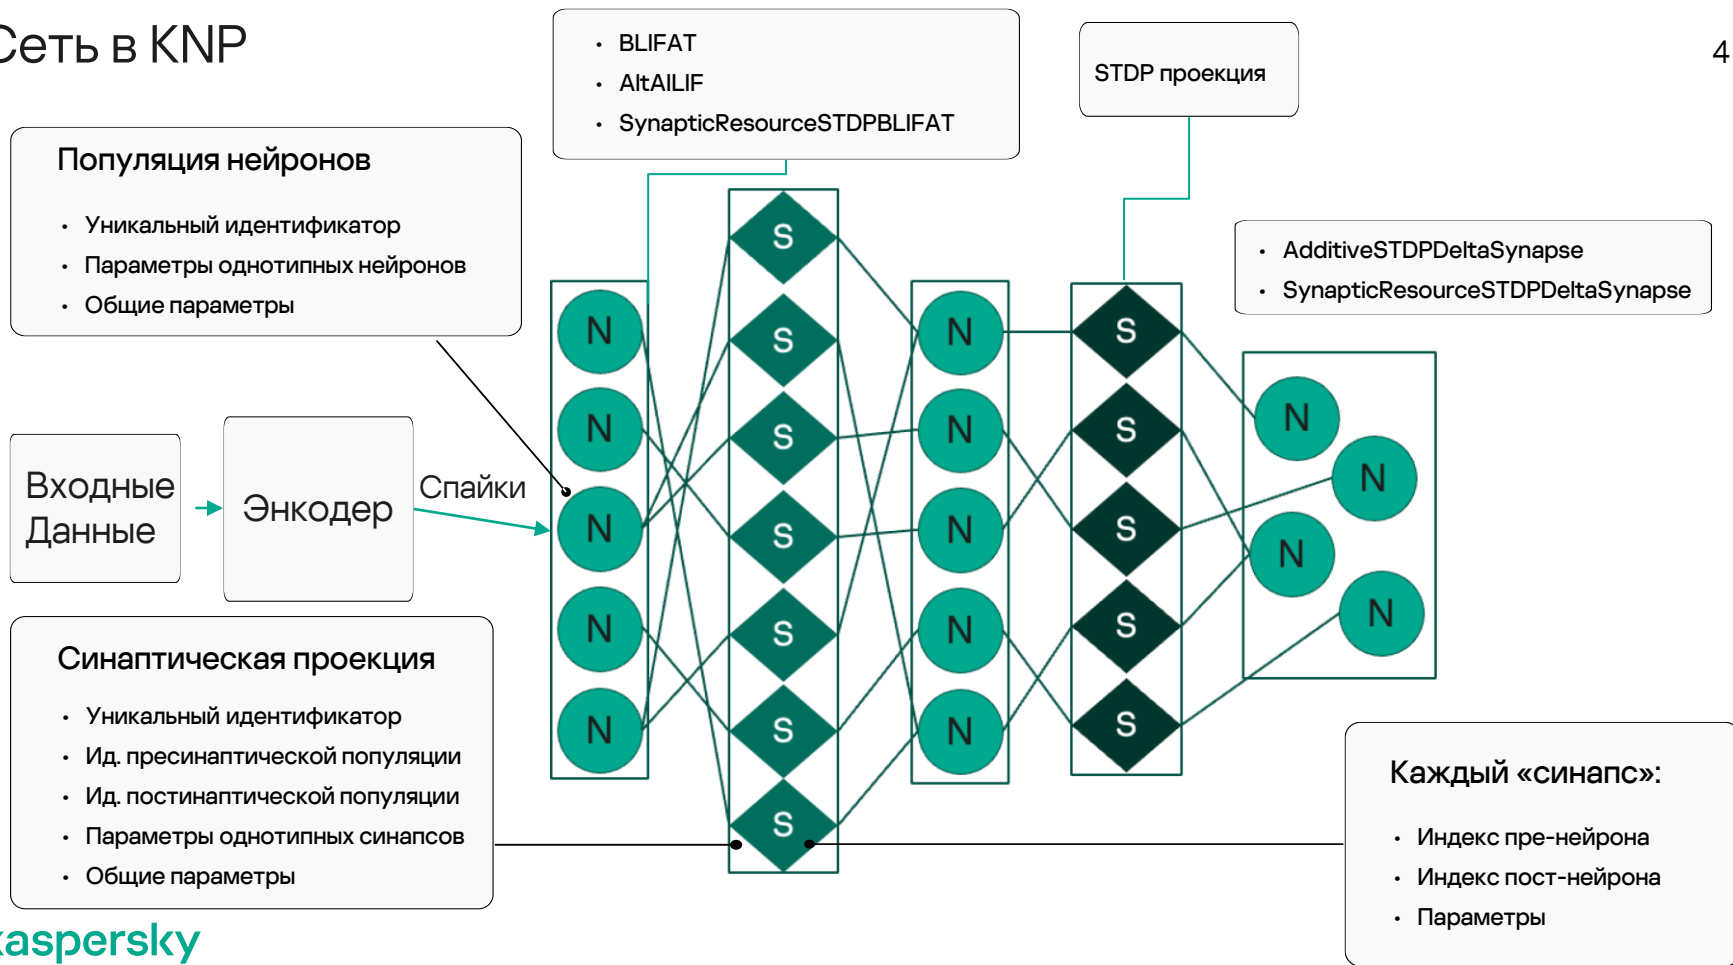 Сеть в KNP
4
• BLIFAT
• AltAILIF
• SynapticResourceSTDPBLIFAT
STDP проекция
Популяция нейронов
• Уникальный идентификатор
• Параметры однотипных нейронов
• Общие параметры
• AdditiveSTDPDeltaSynapse
• SynapticResourceSTDPDeltaSynapse
Входные
Данные
Энкодер
Спайки
N
N
N
N
N
S
S
S
S
S
S
S
N
N
N
N
N
S
S
S
S
S
N
N
N
N
Синаптическая проекция
• Уникальный идентификатор
• Ид. пресинаптической популяции
• Ид. постинаптической популяции
• Параметры однотипных синапсов
• Общие параметры
Каждый «синапс»:
• Индекс пре-нейрона
• Индекс пост-нейрона
• Параметры
kaspersky